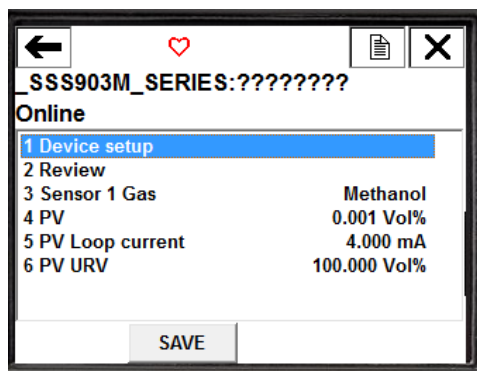 _SSS903M_SERIES:????????
Online
1 Device setup
2 Review
3 Sensor 1 Gas Methanol
4 PV 0.001 Vol%
5 PV Loop current 4.000 mA
6 PV URV 100.000 Vol%
SAVE